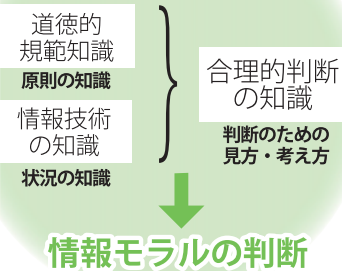 道徳的
規範知識
原則の知識
情報技術
の知識
状況の知識
合理的判断
の知識
判断のための
見方・考え方
情報モラルの判断